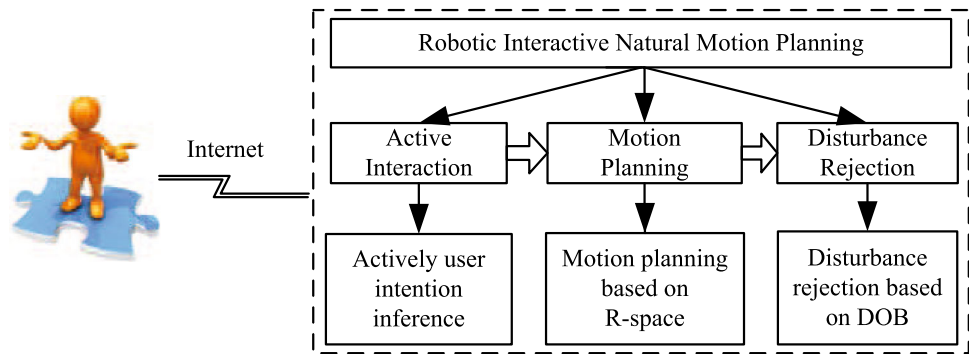 Robotic Interactive Natural Motion Planning
Internet
Active
Interaction
Motion
Planning
Disturbance
Rejection
Actively user
intention
inference
Motion planning
based on
R-space
Disturbance
rejection based
on DOB